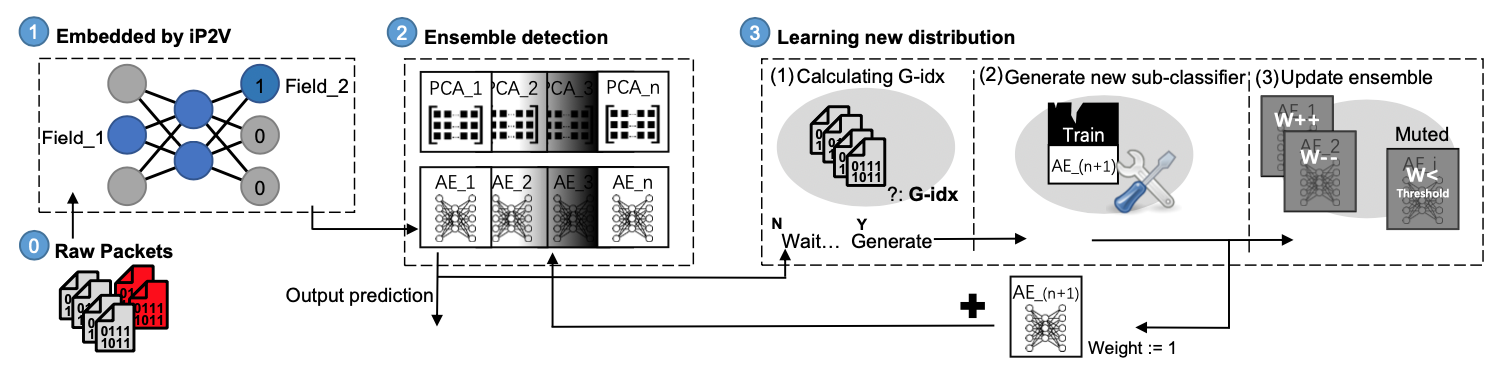 1 Embedded by iP2V
Field_1
1 Field_2
0
0
0 Raw Packets
0111
1011
0111
1011
2 Ensemble detection
PCA_1 PCA_2 PCA_3 PCA_n
AE_1 AE_2 AE_3 AE_n
Output prediction
3 Learning new distribution
(1) Calculating G-idx
0111
1011
?: G-idx
N
Wait...
Y
Generate
(2) Generate new sub-classifier
Train
AE_(n+1)
(3) Update ensemble
AE_1
W++
AE_2
W--
Muted
AE_i
W<
Threshold
AE_(n+1)
Weight := 1